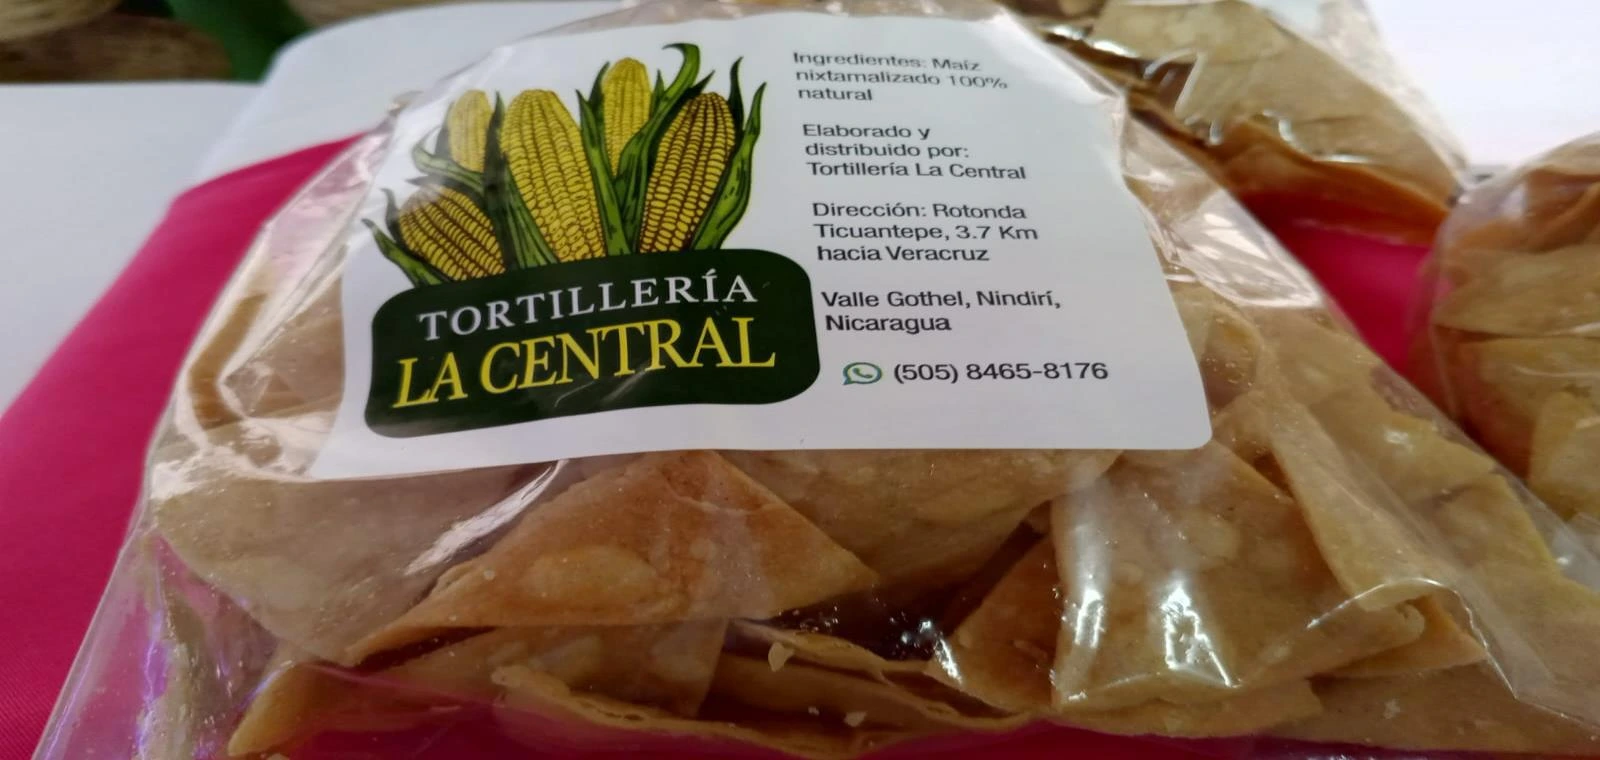 TORTILLERÍA
LA CENTRAL
Ingredientes: Maíz
nixtamalizado 100%
natural
Elaborado y
distribuido por:
Tortillería La Central
Dirección: Rotonda
Ticuantepe, 3.7 Km
hacia Veracruz
Valle Gothel, Nindirí,
Nicaragua
(505) 8465-8176